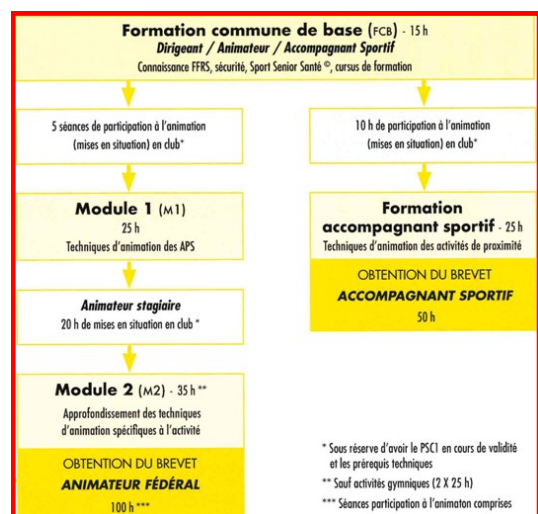 Formation commune de base (FCB) - 15 h
Dirigeant / Animateur / Accompagnant Sportif
Connaissance FFRS, sécurité, Sport Senior Santé ©, cursus de formation
5 séances de participation à l'animation
(mises en situation) en club*
Module 1 (M1)
25 h
Techniques d'animation des APS
Animateur stagiaire
20 h de mises en situation en club *
Module 2 (M2) - 35 h **
Approfondissement des techniques
d'animation spécifiques à l'activité
OBTENTION DU BREVET
ANIMATEUR FÉDÉRAL
100 h ***
10 h de participation à l'animation
(mises en situation) en club*
Formation
accompagnant sportif - 25 h
Techniques d'animation des activités de proximité
OBTENTION DU BREVET
ACCOMPAGNANT SPORTIF
50 h
* Sous réserve d'avoir le PSC1 en cours de validité
et les prérequis techniques
** Sauf activités gymniques (2 X 25 h)
*** Séances participation à l'animaton comprises